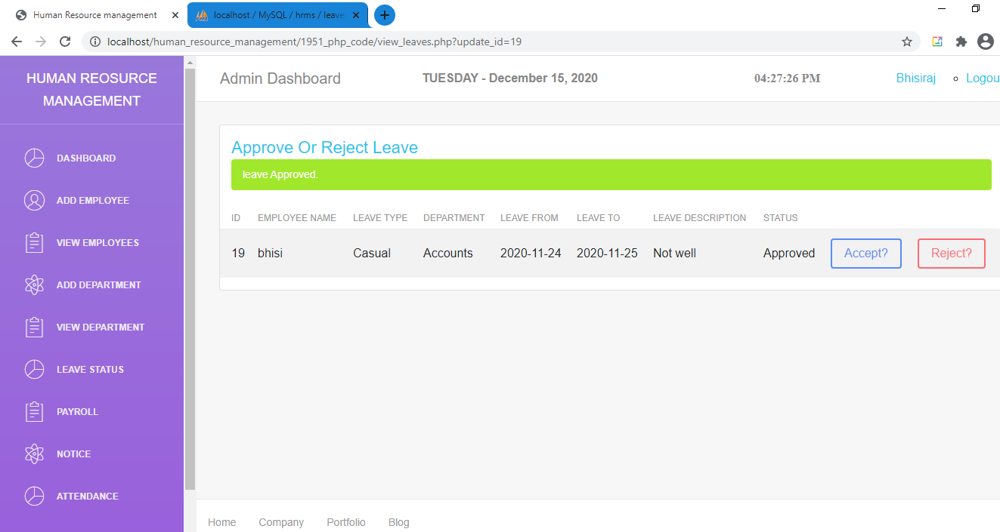 Human Resource management
localhost / MySQL / hrms / leave
localhost/human_resource_management/1951_php_code/view_leaves.php?update_id=19
HUMAN REOSURCE
MANAGEMENT
Admin Dashboard
TUESDAY - December 15, 2020
04:27:26 PM
Bhisiraj
Logou
DASHBOARD
ADD EMPLOYEE
VIEW EMPLOYEES
ADD DEPARTMENT
VIEW DEPARTMENT
LEAVE STATUS
PAYROLL
NOTICE
ATTENDANCE
Approve Or Reject Leave
leave Approved.
ID EMPLOYEE NAME LEAVE TYPE DEPARTMENT LEAVE FROM LEAVE TO LEAVE DESCRIPTION STATUS
19 bhisi Casual Accounts 2020-11-24 2020-11-25 Not well Approved Accept? Reject?
Home Company Portfolio Blog